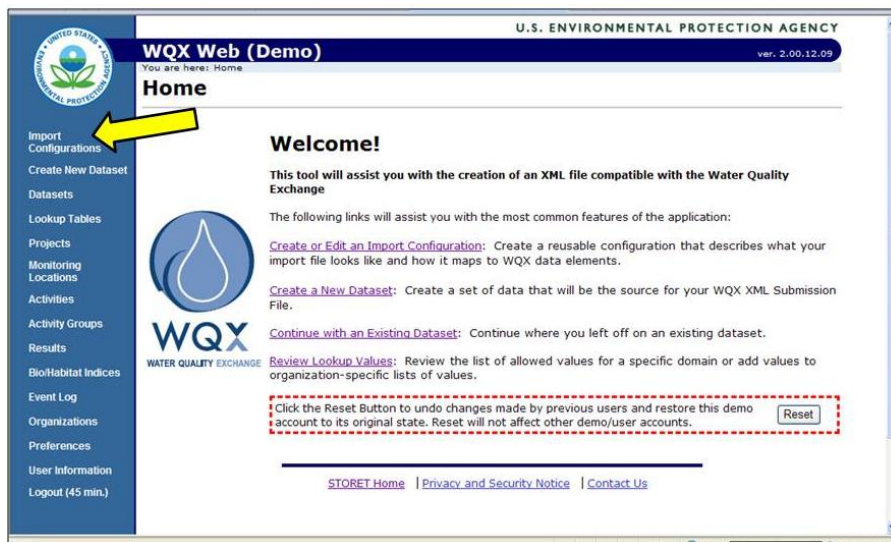 U.S. ENVIRONMENTAL PROTECTION AGENCY
UNITED STATES
ENVIRONMENTAL PROTECTION
WQX Web (Demo)
ver. 2.00.12.09
You are here: Home
Home
Import
Configurations
Create New Dataset
Datasets
Lookup Tables
Projects
Monitoring
Locations
Activities
Activity Groups
Results
Bio/Habitat Indices
Event Log
Organizations
Preferences
User Information
Logout (45 min.)
WQX
WATER QUALITY EXCHANGE
Welcome!
This tool will assist you with the creation of an XML file compatible with the Water Quality
Exchange
The following links will assist you with the most common features of the application:
Create or Edit an Import Configuration: Create a reusable configuration that describes what your
import file looks like and how it maps to WQX data elements.
Create a New Dataset: Create a set of data that will be the source for your WQX XML Submission
File.
Continue with an Existing Dataset: Continue where you left off on an existing dataset.
Review Lookup Values: Review the list of allowed values for a specific domain or add values to
organization-specific lists of values.
Click the Reset Button to undo changes made by previous users and restore this demo
account to its original state. Reset will not affect other demo/user accounts.
Reset
STORET Home | Privacy and Security Notice | Contact Us